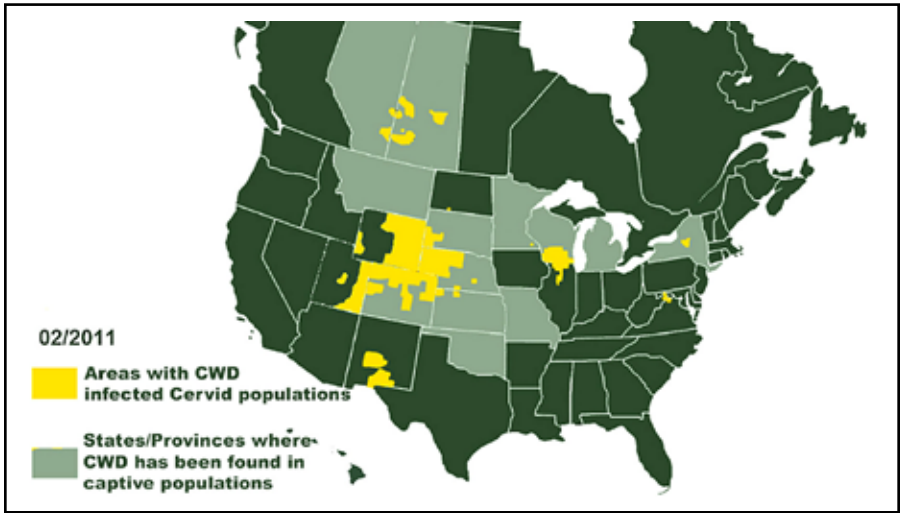 02/2011
Areas with CWD
infected Cervid populations
States/Provinces where
CWD has been found in
captive populations